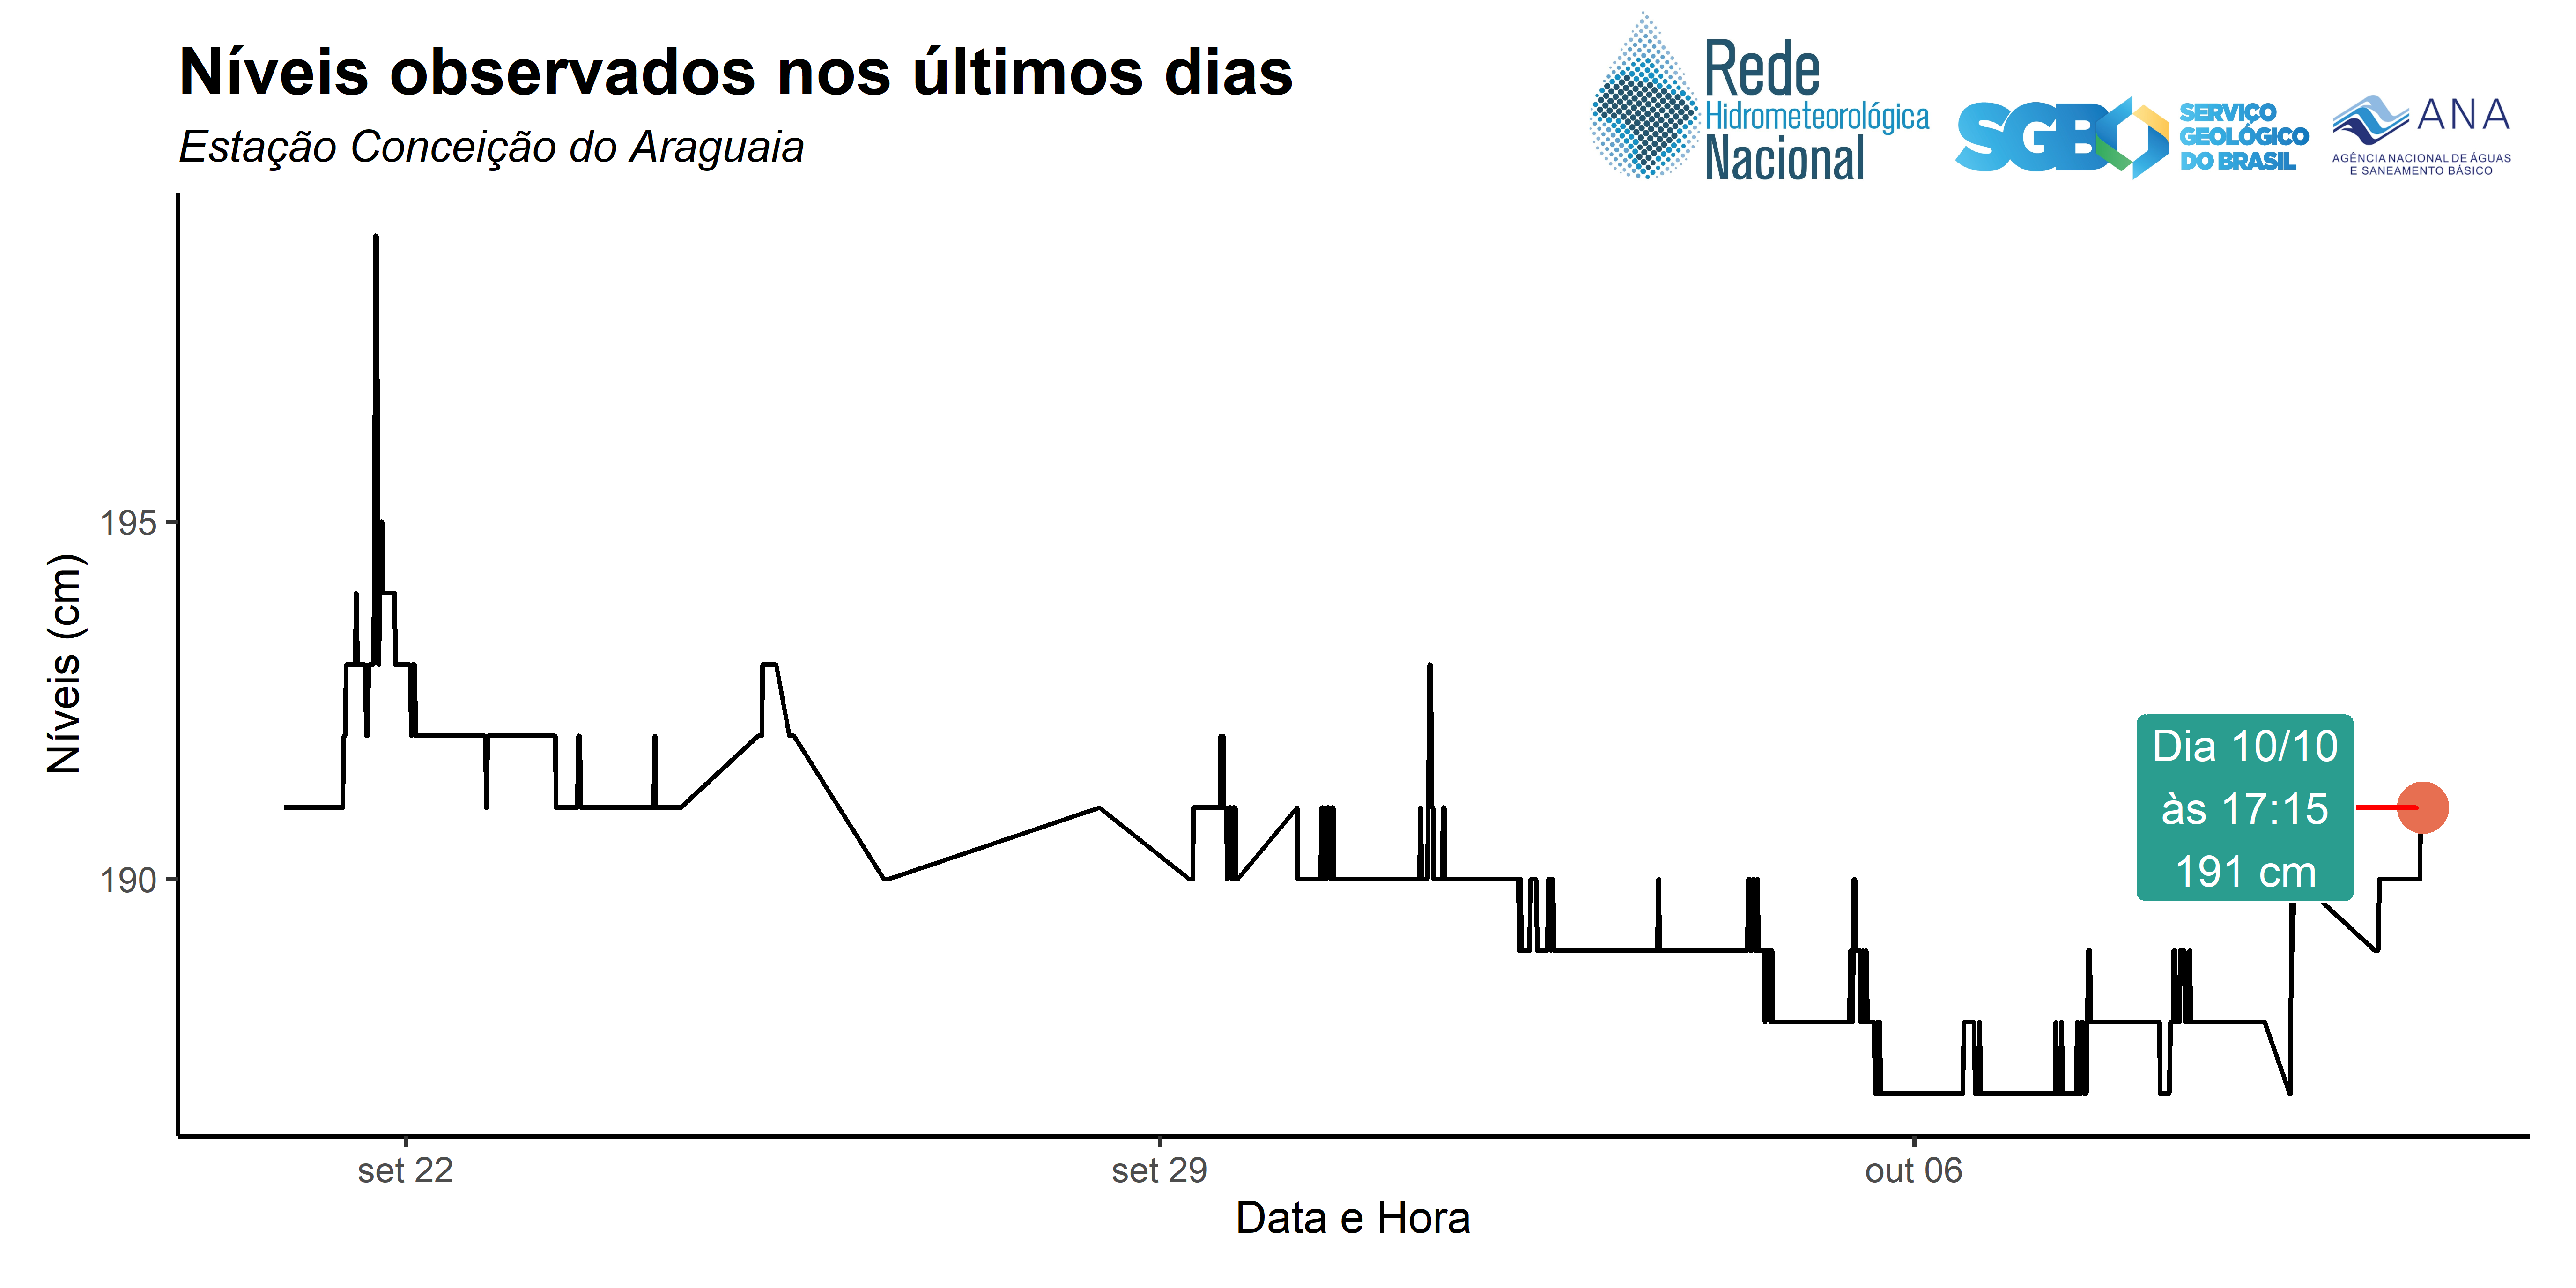 Níveis observados nos últimos dias
Estação Conceição do Araguaia
Rede
Hidrometeorológica
Nacional
SGB
SERVIÇO
GEOLÓGICO
DO BRASIL
ANA
AGÊNCIA NACIONAL DE ÁGUAS
E SANEAMENTO BÁSICO
Níveis (cm)
195
190
Dia 10/10
às 17:15
191 cm
set 22
set 29
out 06
Data e Hora